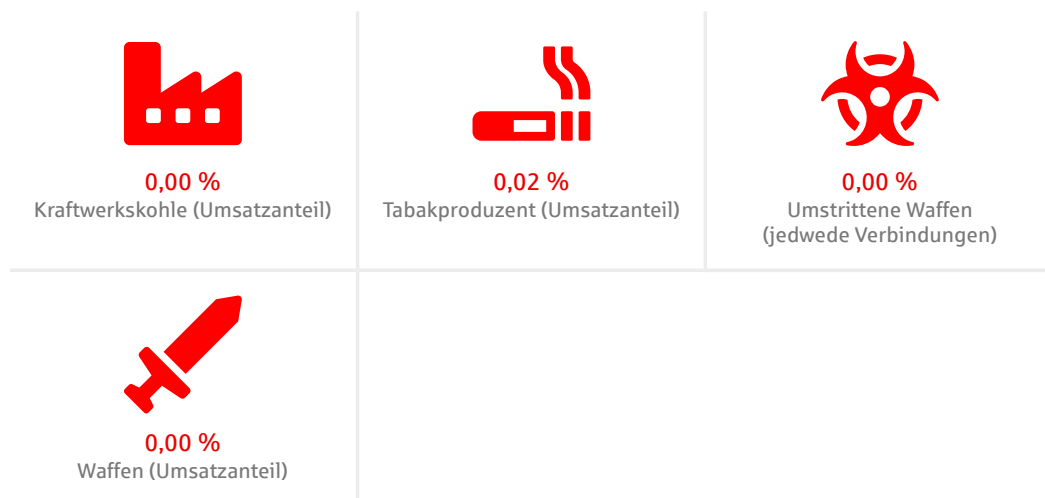 0,00 %
Kraftwerkskohle (Umsatzanteil)
0,02 %
Tabakproduzent (Umsatzanteil)
0,00 %
Umstrittene Waffen
(jedwede Verbindungen)
0,00 %
Waffen (Umsatzanteil)